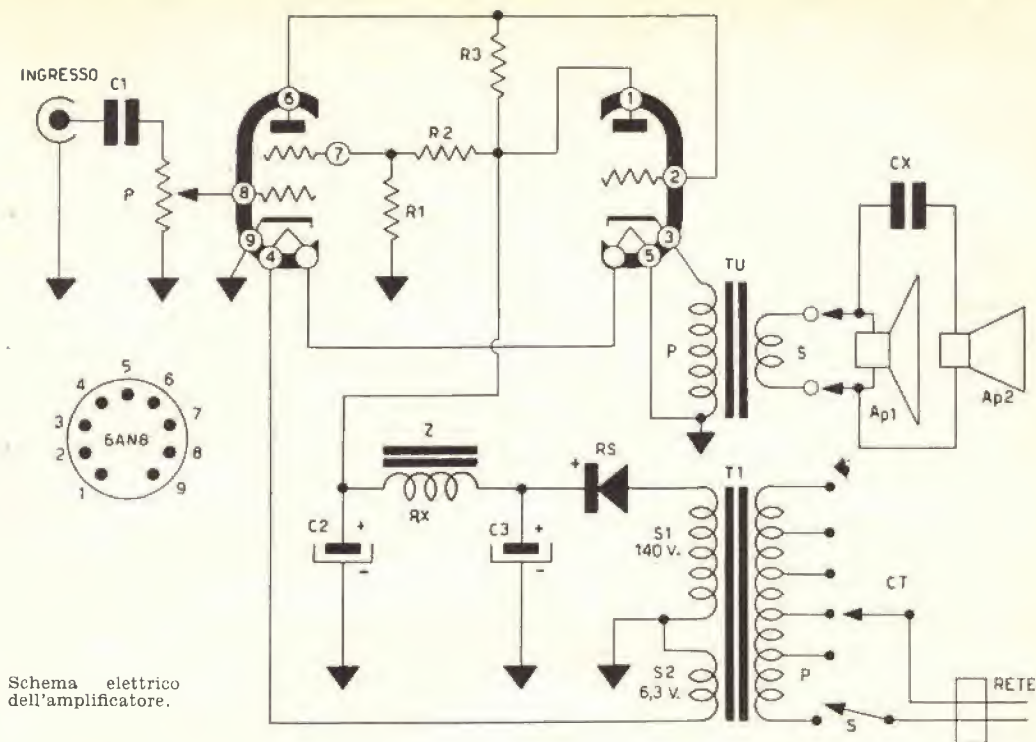 INGRESSO
C1
P
6
7
8
9
4
R1
R2
R3
1
2
3
5
TU
P
S
CX
Ap1
Ap2
5
4
6
3
7
2
8
1
9
6AN8
Z
RX
C2
+
-
C3
+
-
+
RS
T1
S1
140 V.
S2
6,3 V.
P
CT
S
RETE
Schema elettrico
dell'amplificatore.